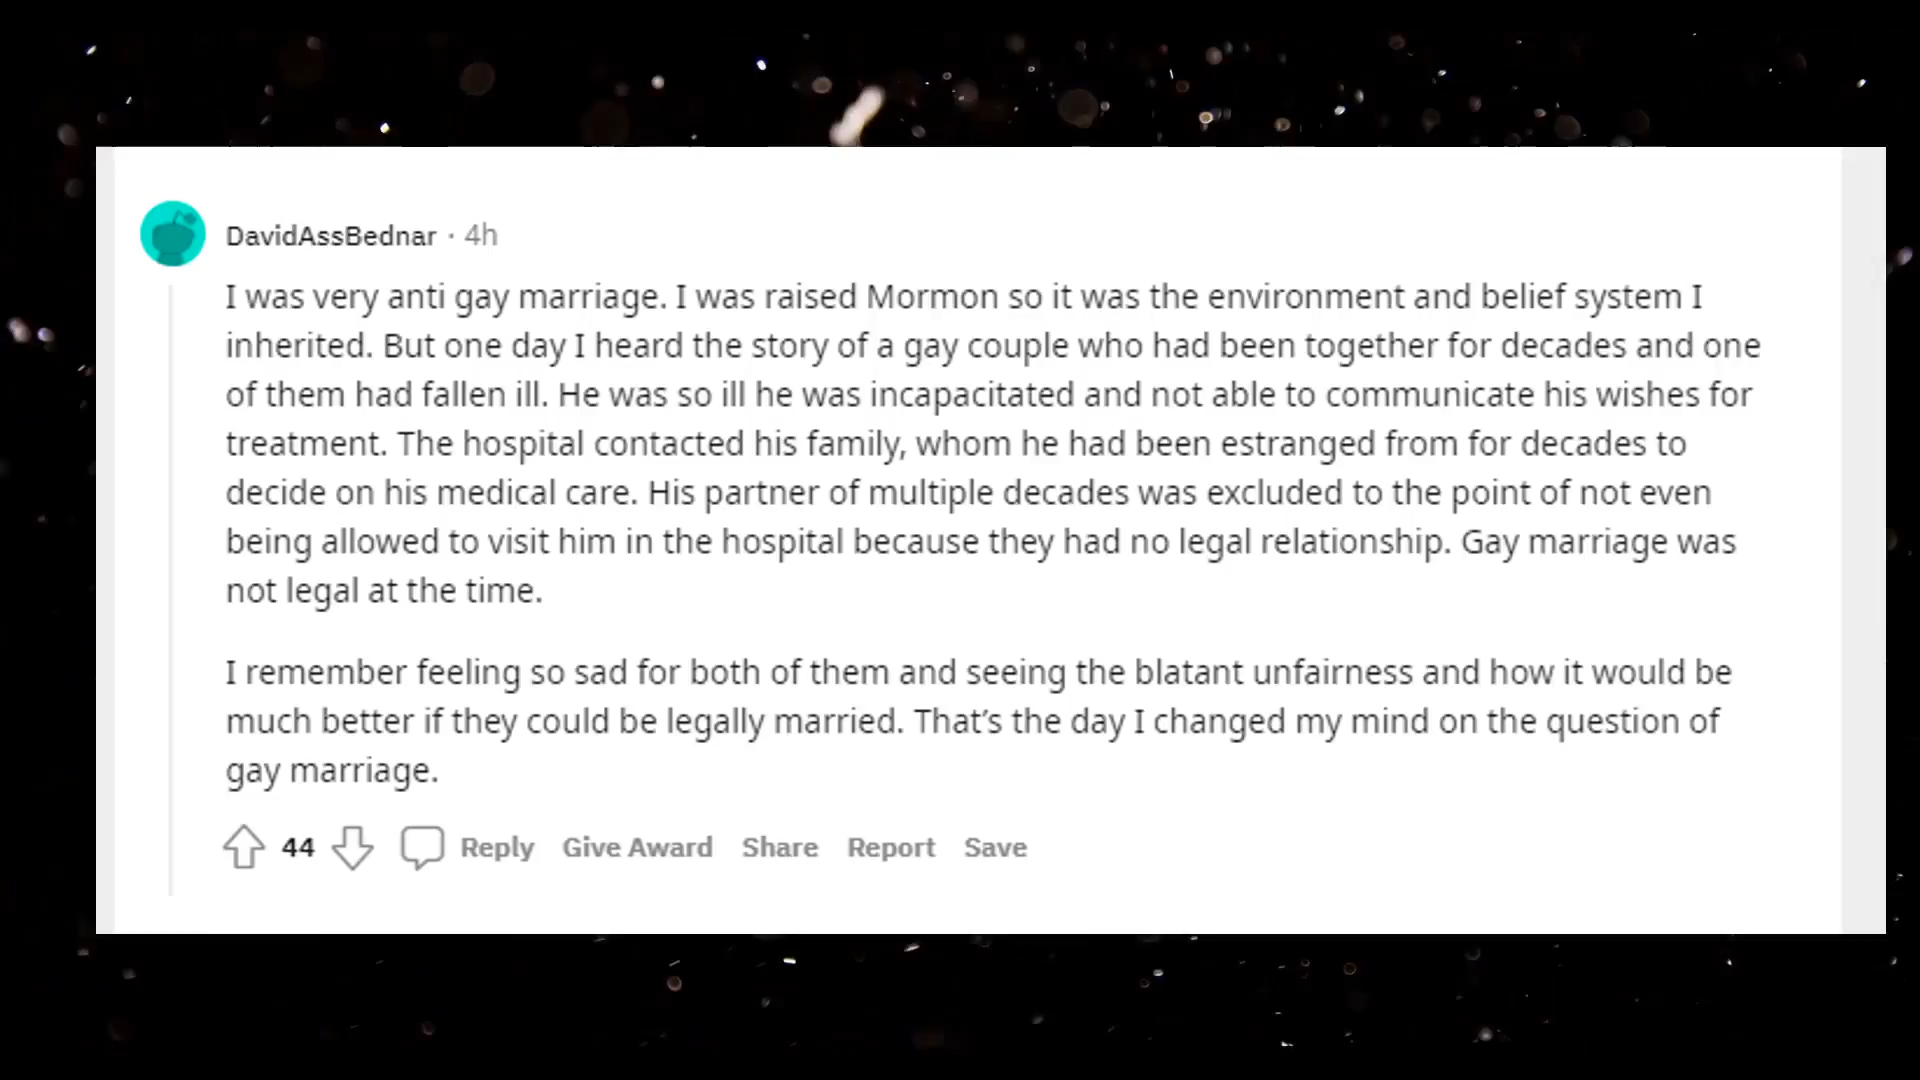 DavidAssBednar · 4h
I was very anti gay marriage. I was raised Mormon so it was the environment and belief system I
inherited. But one day I heard the story of a gay couple who had been together for decades and one
of them had fallen ill. He was so ill he was incapacitated and not able to communicate his wishes for
treatment. The hospital contacted his family, whom he had been estranged from for decades to
decide on his medical care. His partner of multiple decades was excluded to the point of not even
being allowed to visit him in the hospital because they had no legal relationship. Gay marriage was
not legal at the time.
I remember feeling so sad for both of them and seeing the blatant unfairness and how it would be
much better if they could be legally married. That’s the day I changed my mind on the question of
gay marriage.
44 Reply Give Award Share Report Save